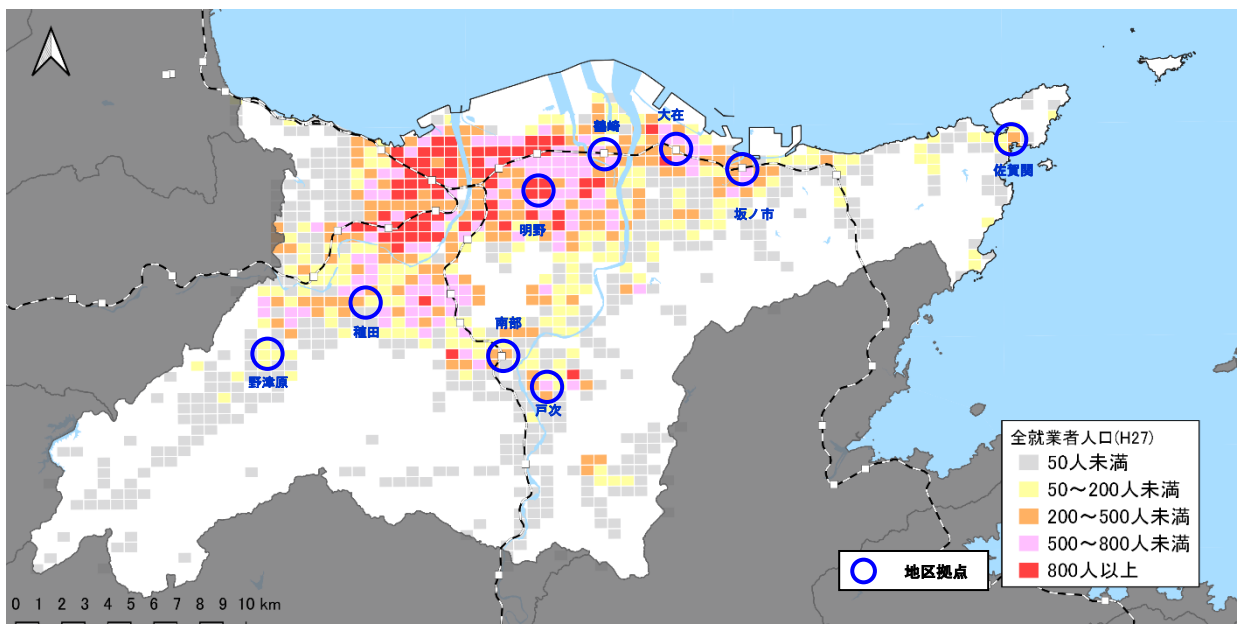 大在
鶴崎
佐賀関
坂ノ市
明野
南部
稙田
野津原
戸次
全就業者人口(H27)
50人未満
50～200人未満
200～500人未満
500～800人未満
800人以上
地区拠点
0 1 2 3 4 5 6 7 8 9 10 km